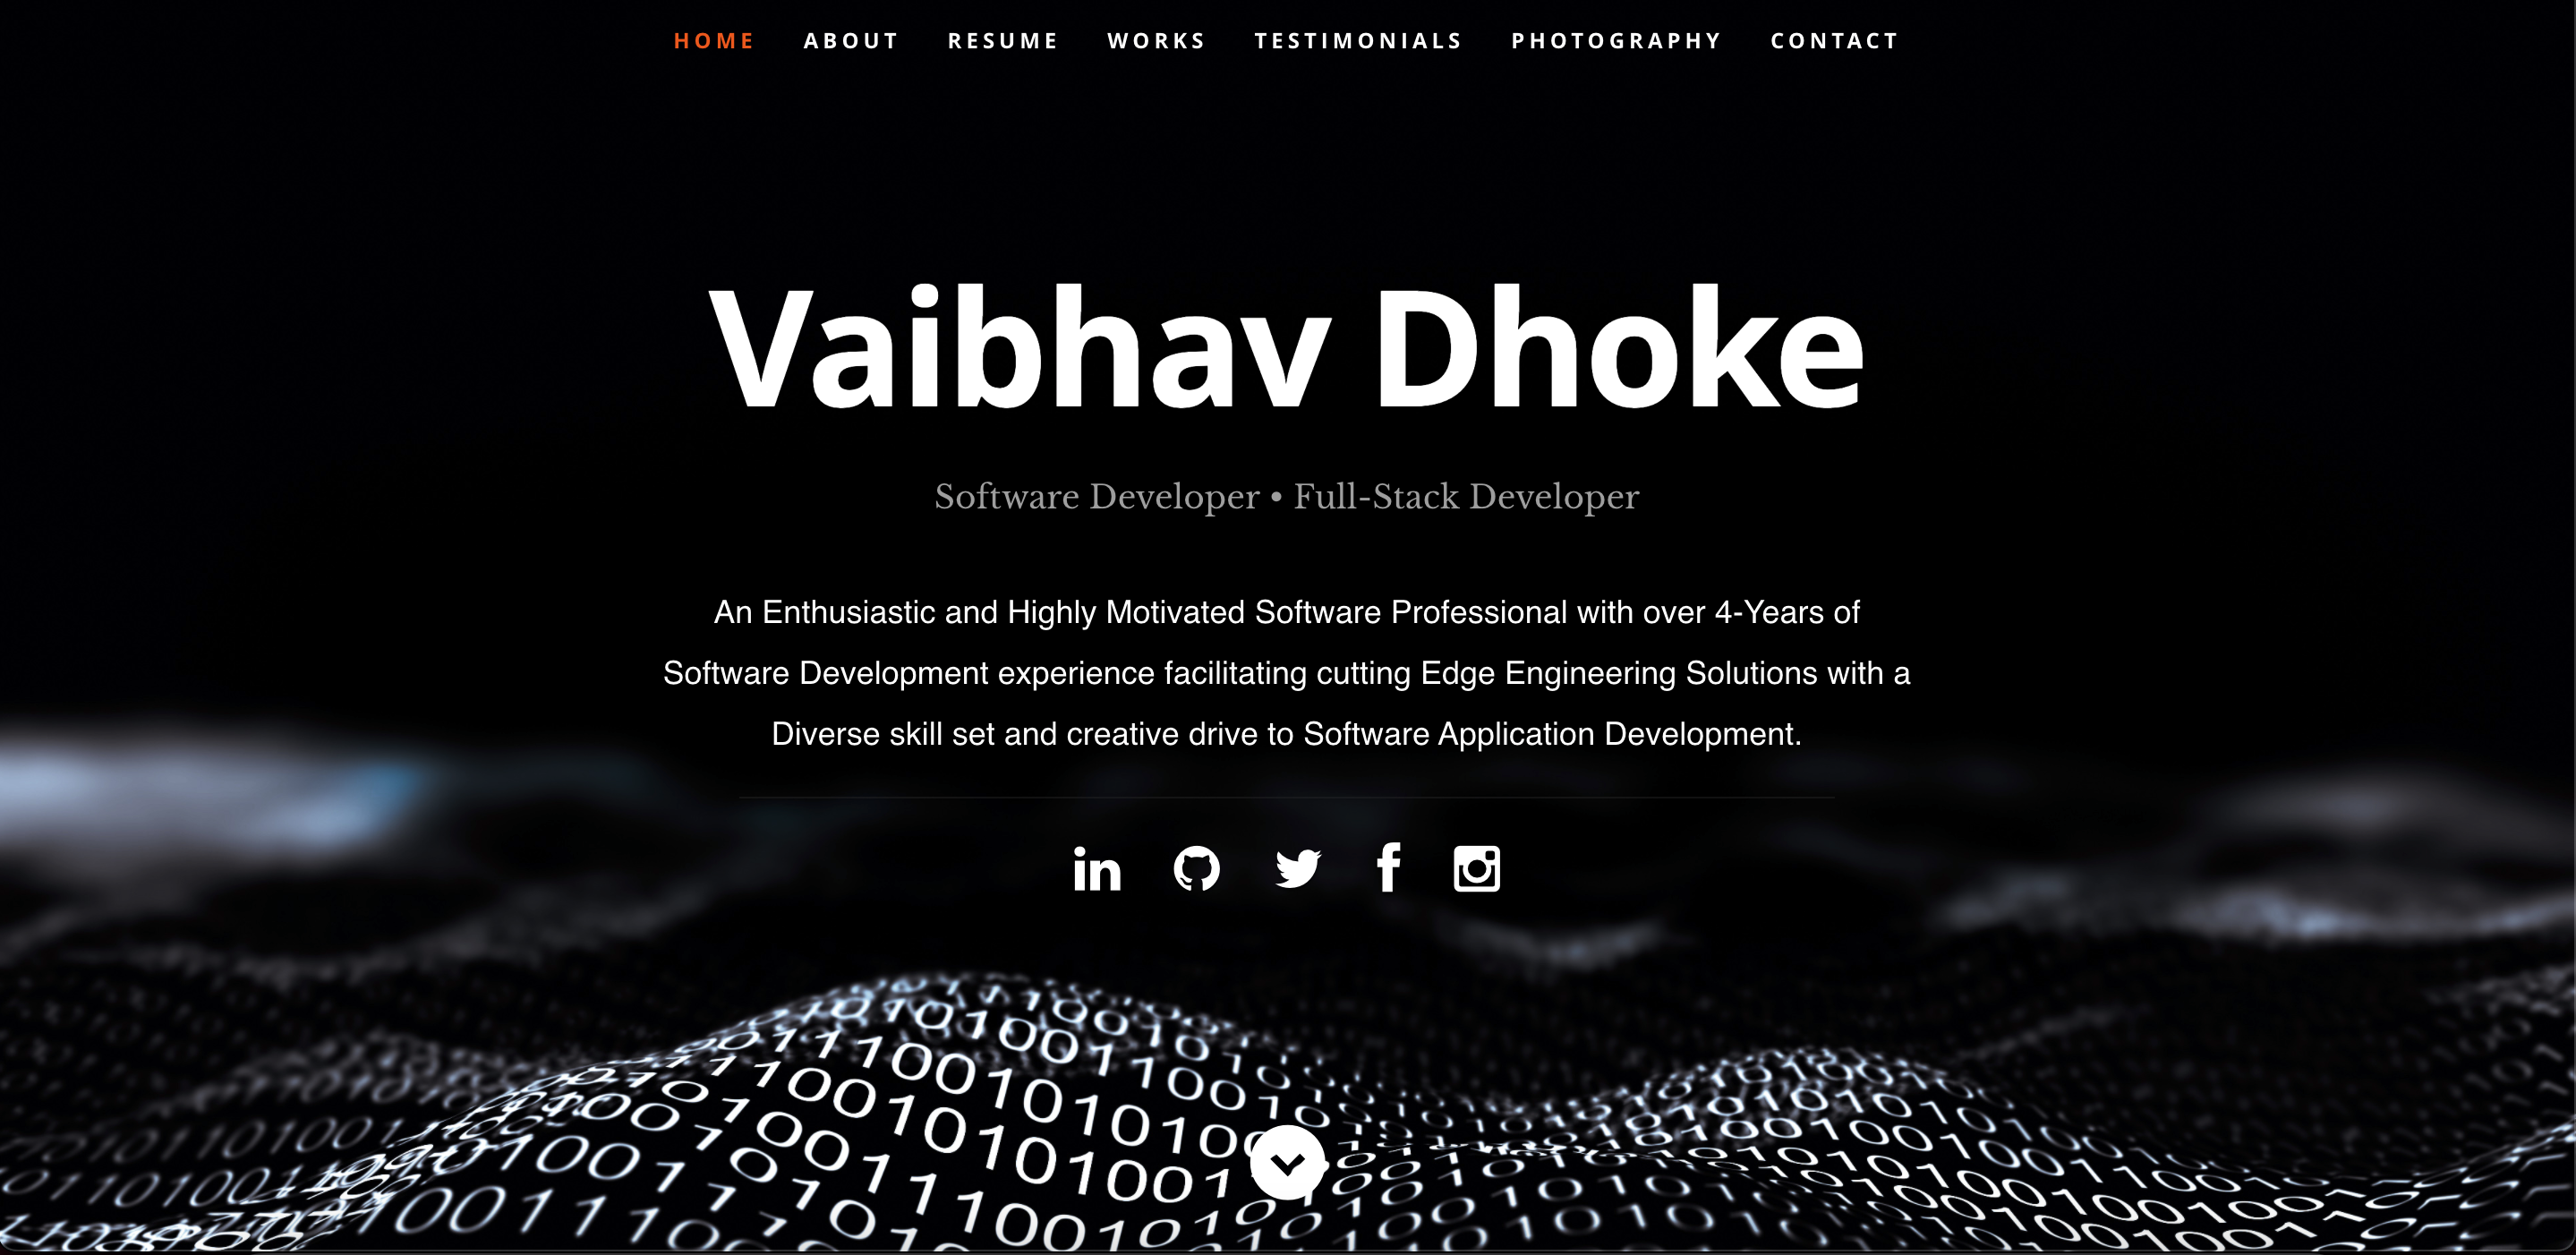 HOME ABOUT RESUME WORKS TESTIMONIALS PHOTOGRAPHY CONTACT
Vaibhav Dhoke
Software Developer • Full-Stack Developer
An Enthusiastic and Highly Motivated Software Professional with over 4-Years of
Software Development experience facilitating cutting Edge Engineering Solutions with a
Diverse skill set and creative drive to Software Application Development.
in